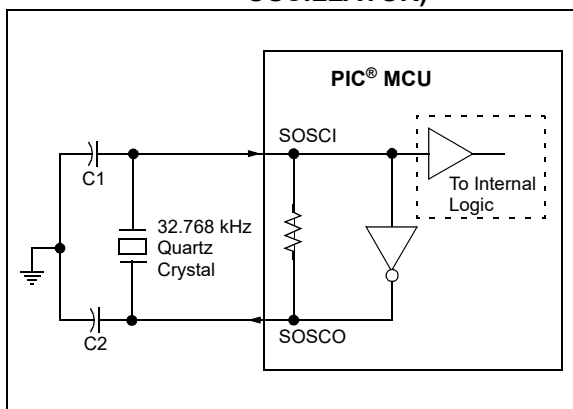 OSCILLATOR)
PIC® MCU
SOSCI
C1
To Internal
Logic
32.768 kHz
Quartz
Crystal
C2
SOSCO